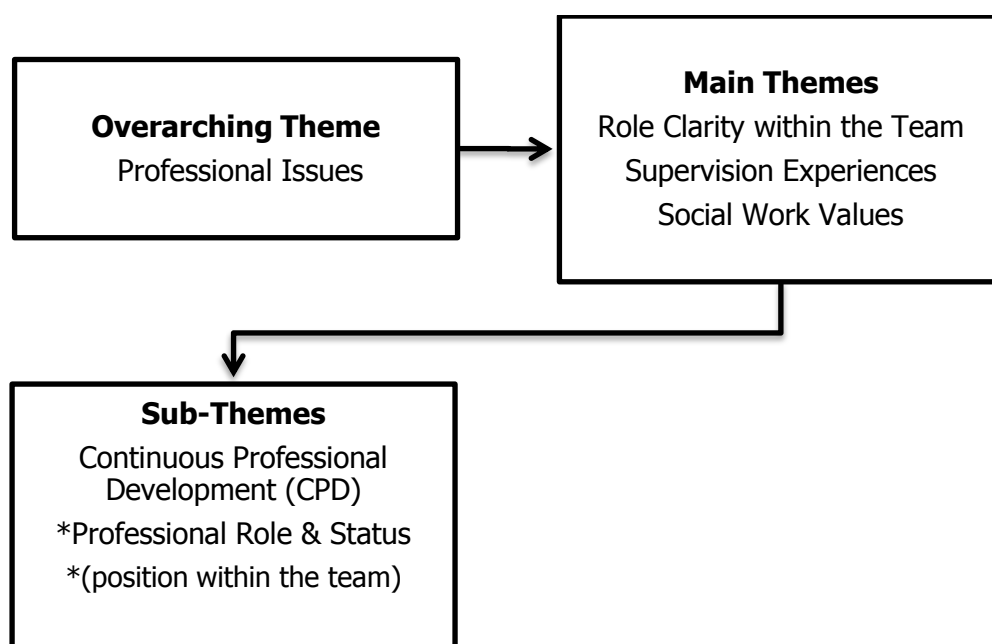 Overarching Theme
Professional Issues
Main Themes
Role Clarity within the Team
Supervision Experiences
Social Work Values
Sub-Themes
Continuous Professional
Development (CPD)
*Professional Role & Status
*(position within the team)